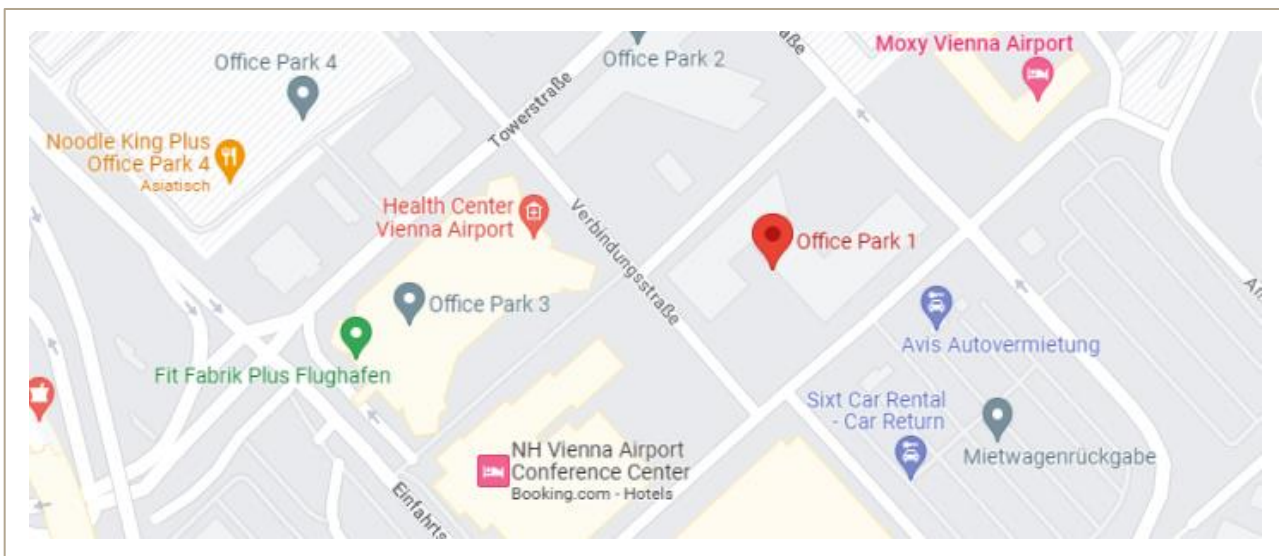 Moxy Vienna Airport
Office Park 4
Office Park 2
Towerstraße
Noodle King Plus
Office Park 4
Asiatisch
Health Center
Vienna Airport
Verbindungsstraße
Office Park 1
Office Park 3
Avis Autovermietung
Fit Fabrik Plus Flughafen
Sixt Car Rental
- Car Return
Mietwagenrückgabe
NH Vienna Airport
Conference Center
Booking.com - Hotels